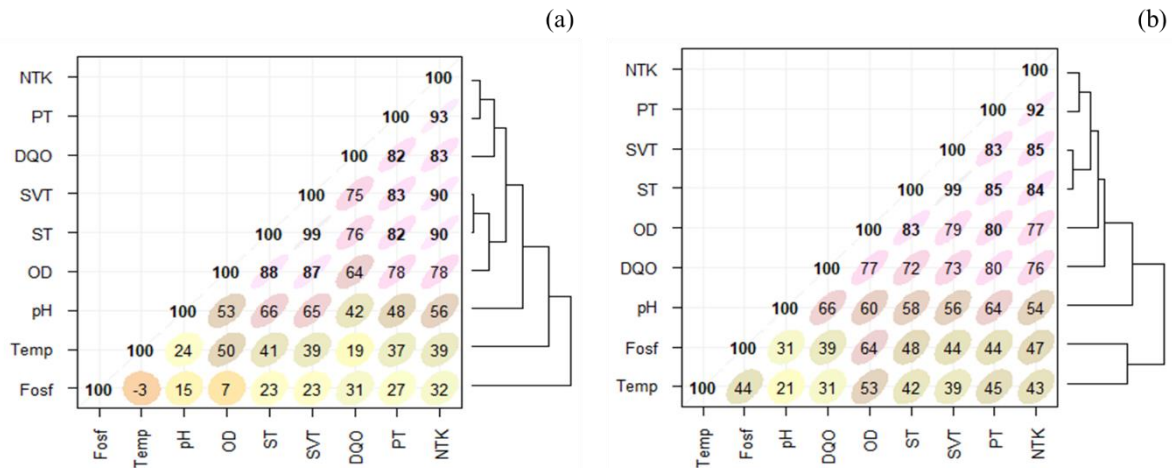 (a) (b)
NTK 100
PT 100 93
DQO 100 82 83
SVT 100 75 83 90
ST 100 99 76 82 90
OD 100 88 87 64 78 78
pH 100 53 66 65 42 48 56
Temp 100 24 50 41 39 19 37 39
Fosf 100 -3 15 7 23 23 31 27 32
Fosf Temp pH OD ST SVT DQO PT NTK
NTK 100
PT 100 92
SVT 100 83 85
ST 100 99 85 84
OD 100 83 79 80 77
DQO 100 77 72 73 80 76
pH 100 66 60 58 56 64 54
Fosf 100 31 39 64 48 44 44 47
Temp 100 44 21 31 53 42 39 45 43
Temp Fosf pH DQO OD ST SVT PT NTK